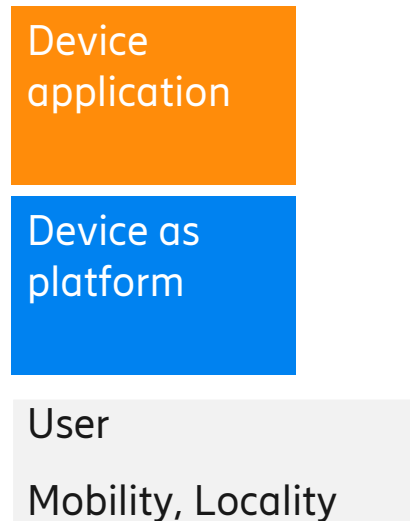 Device
application
Device as
platform
User
Mobility, Locality